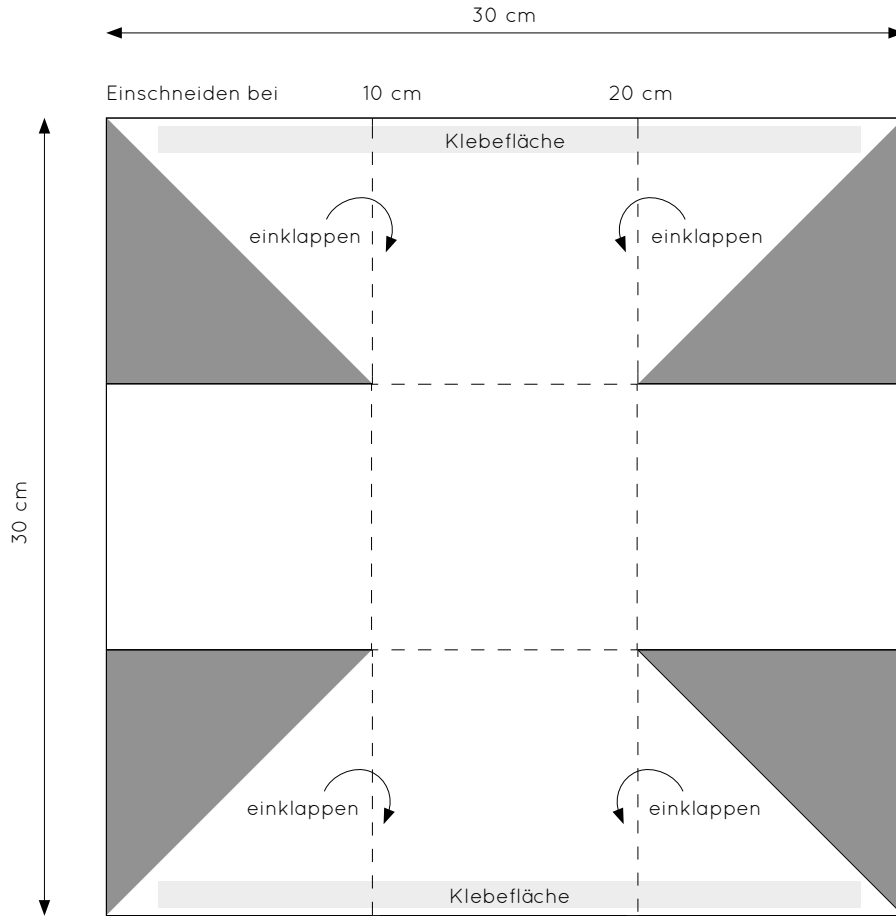 30 cm
Einschneiden bei 10 cm 20 cm
Klebefläche
einklappen einklappen
30 cm
einklappen einklappen
Klebefläche